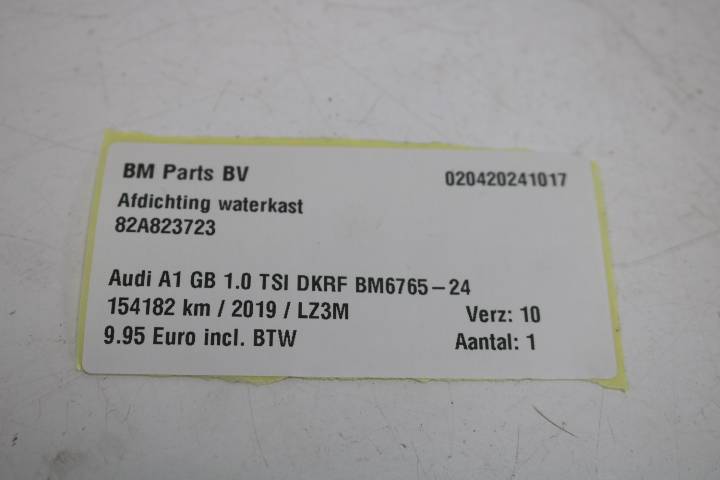 BM Parts BV 020420241017
Afdichting waterkast
82A823723
Audi A1 GB 1.0 TSI DKRF BM6765-24
154182 km / 2019 / LZ3M Verz: 10
9.95 Euro incl. BTW Aantal: 1